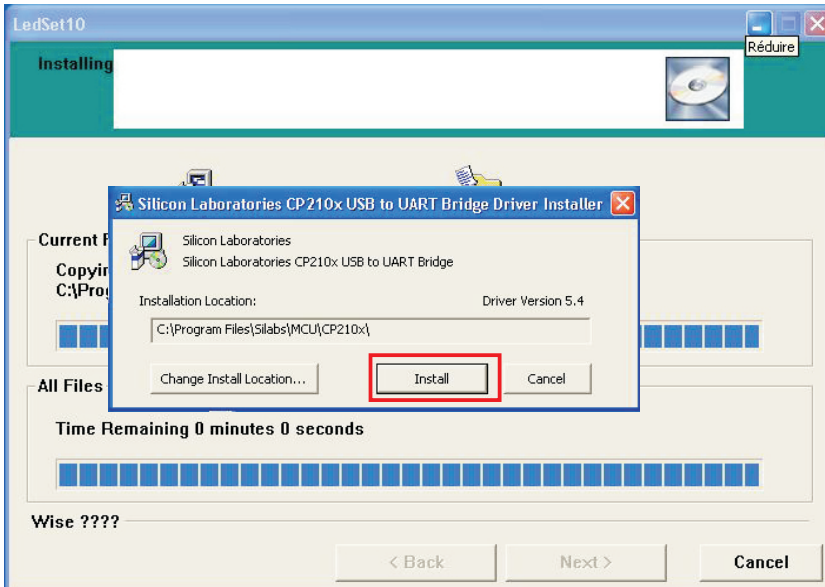 LedSet10
Réduire
Installing
Silicon Laboratories CP210x USB to UART Bridge Driver Installer
Silicon Laboratories
Silicon Laboratories CP210x USB to UART Bridge
Installation Location:
Driver Version 5.4
C:\Program Files\Silabs\MCU\CP210x\
Change Install Location...
Install
Cancel
Current
All Files
Time Remaining 0 minutes 0 seconds
Wise ????
< Back
Next >
Cancel